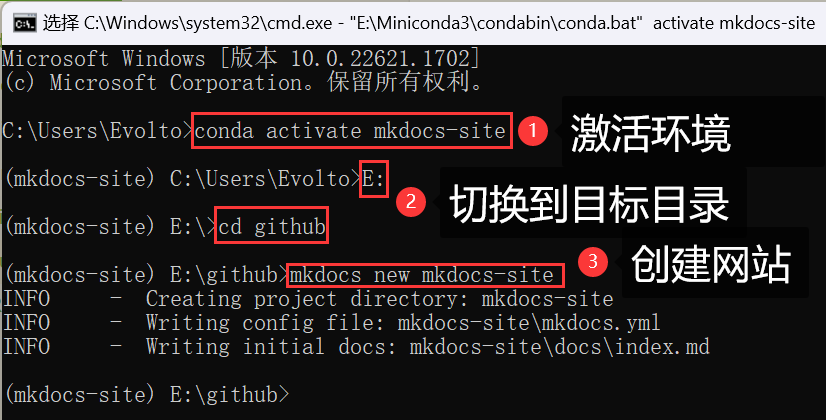 选择 C:\Windows\system32\cmd.exe - "E:\Miniconda3\condabin\conda.bat" activate mkdocs-site
Microsoft Windows [版本 10.0.22621.1702]
(c) Microsoft Corporation。保留所有权利。
C:\Users\Evolto>conda activate mkdocs-site
1 激活环境
(mkdocs-site) C:\Users\Evolto>E:
2 切换到目标目录
(mkdocs-site) E:\>cd github
(mkdocs-site) E:\github>mkdocs new mkdocs-site
3 创建网站
INFO    -  Creating project directory: mkdocs-site
INFO    -  Writing config file: mkdocs-site\mkdocs.yml
INFO    -  Writing initial docs: mkdocs-site\docs\index.md
(mkdocs-site) E:\github>